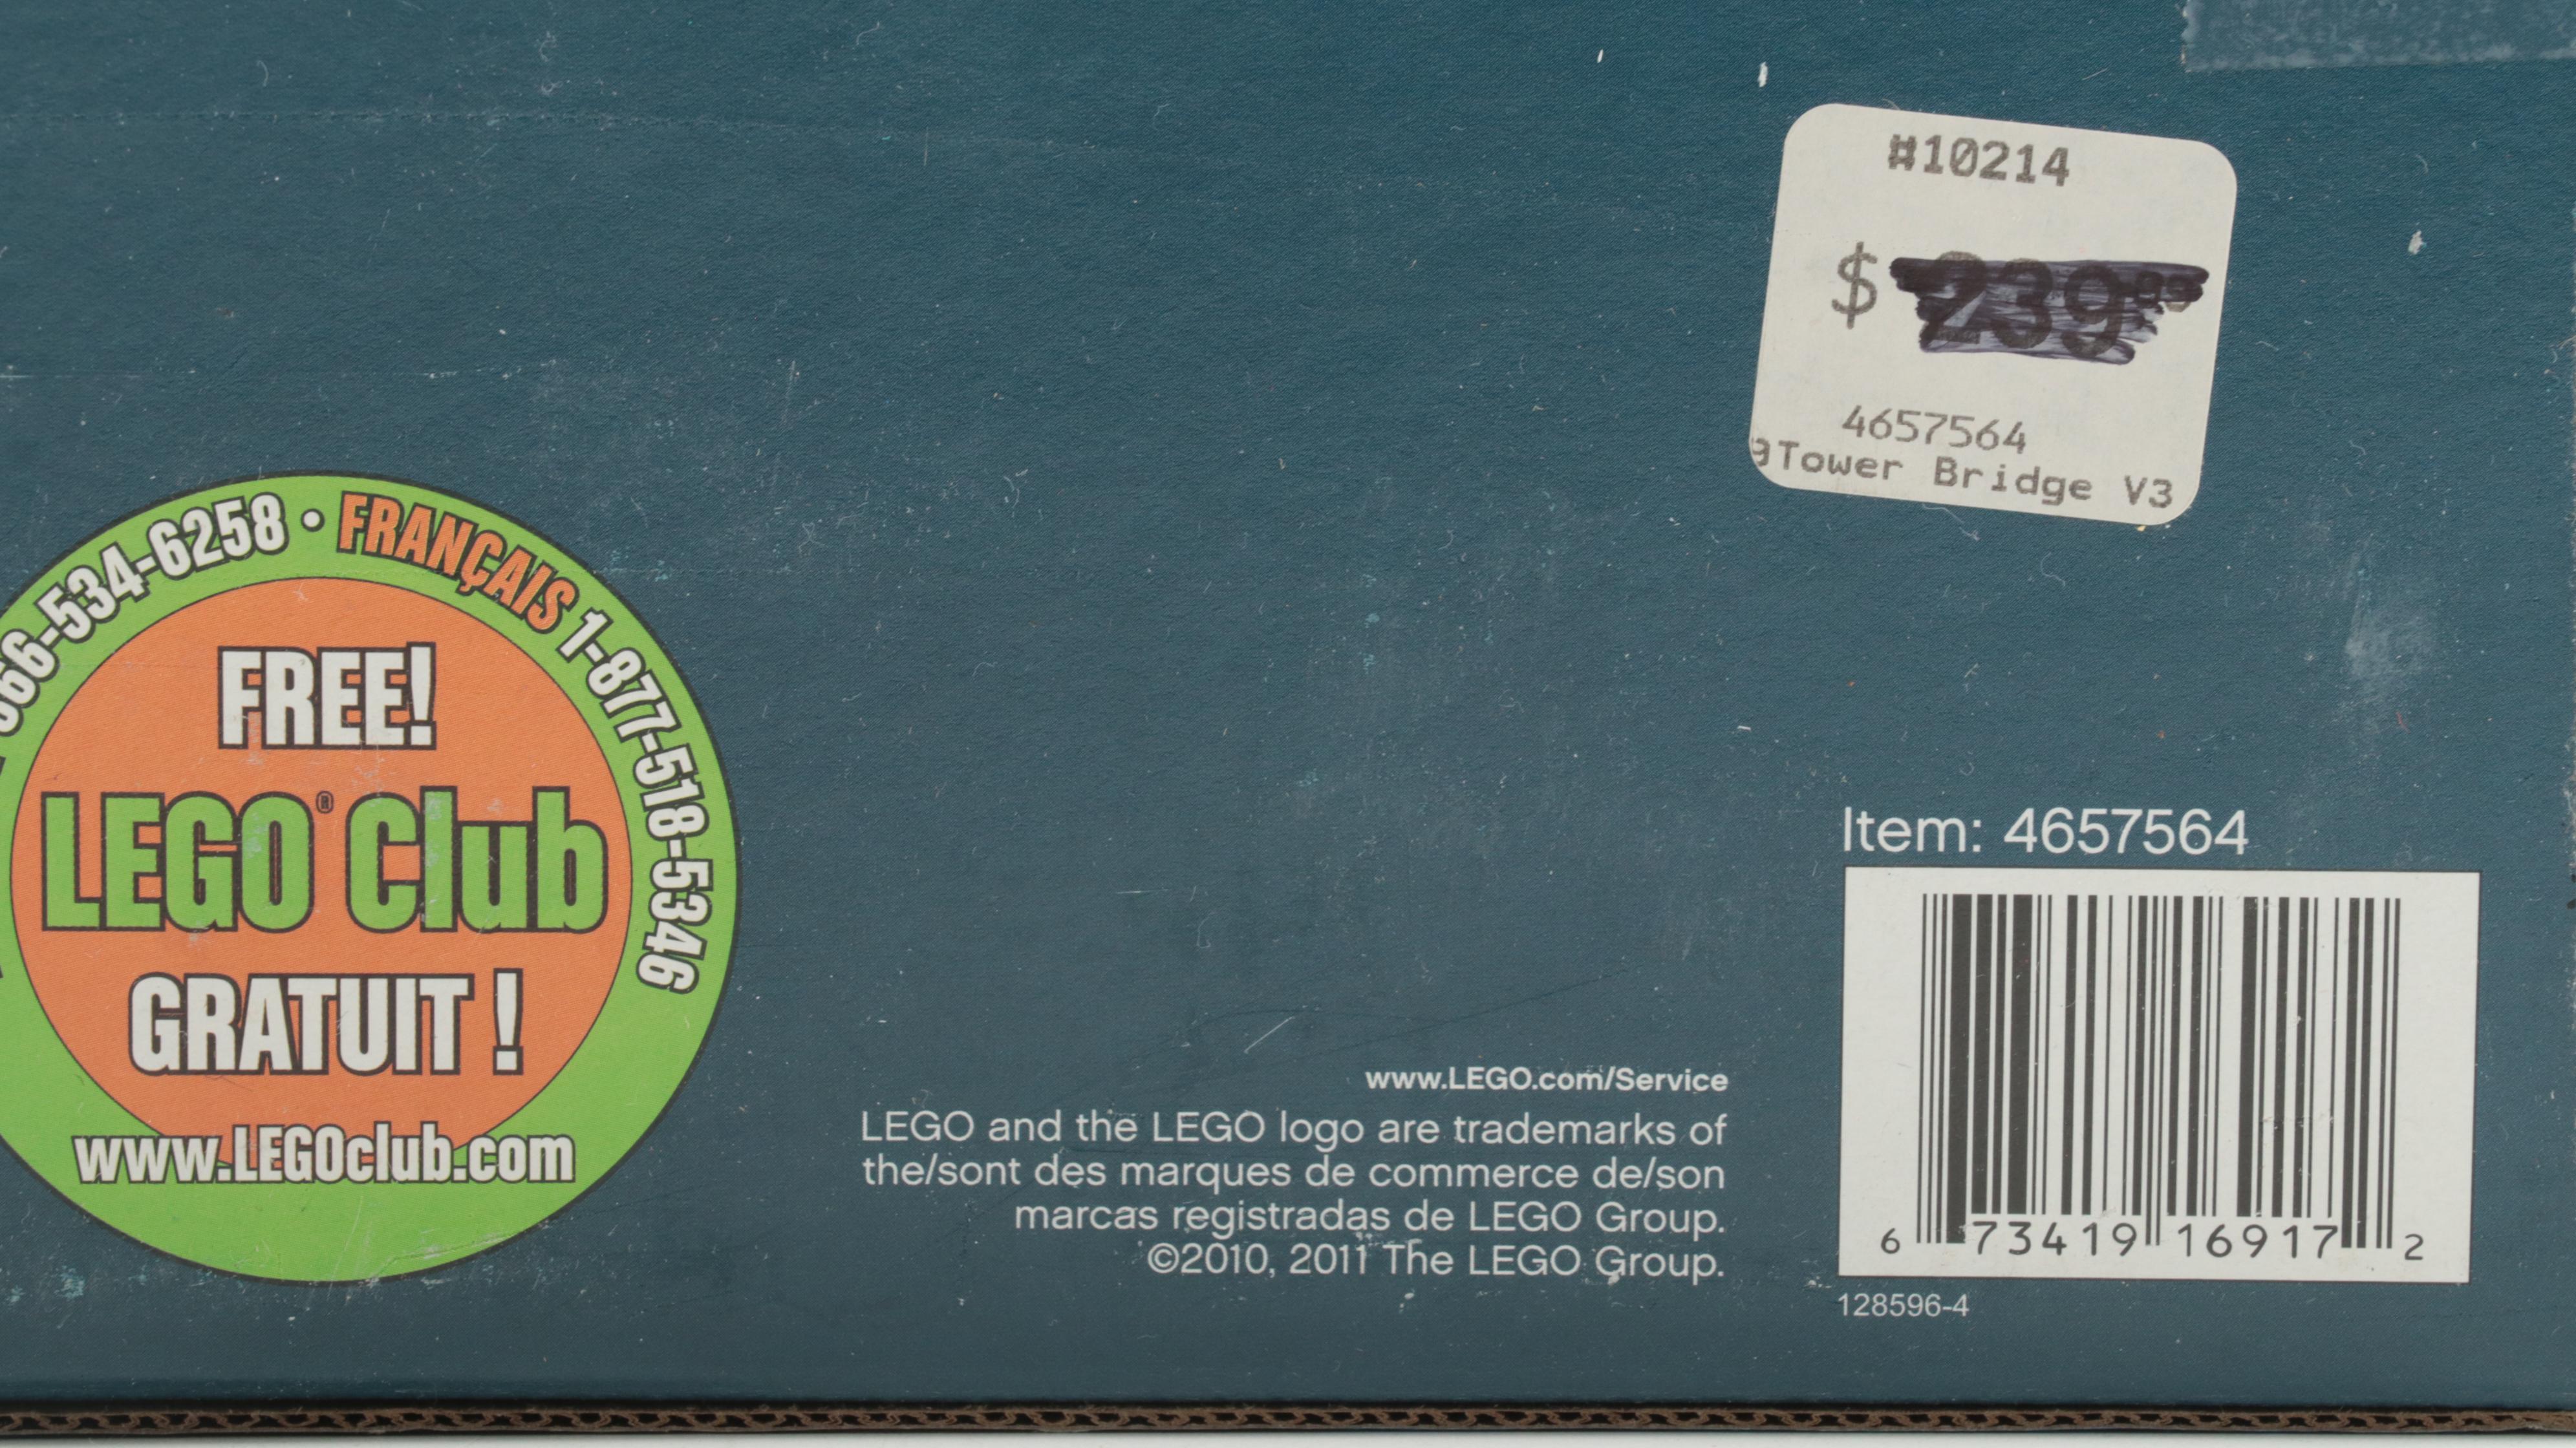 #10214
$ 239
4657564
9Tower Bridge V3
66-534-6258 • FRANÇAIS 1-877-518-5346
FREE!
LEGO® Club
GRATUIT !
www.LEGOclub.com
www.LEGO.com/Service
LEGO and the LEGO logo are trademarks of
the/sont des marques de commerce de/son
marcas registradas de LEGO Group.
©2010, 2011 The LEGO Group.
Item: 4657564
6 73419 16917 2
128596-4